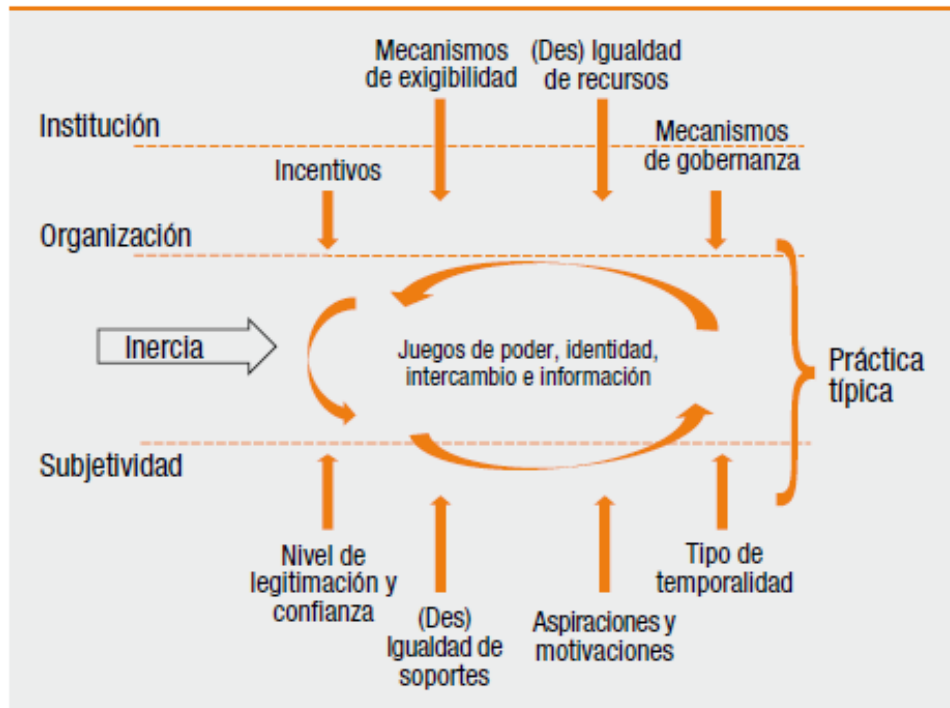 Mecanismos
de exigibilidad
(Des) Igualdad
de recursos
Institución
Mecanismos
de gobernanza
Incentivos
Organización
Inercia
Juegos de poder, identidad,
intercambio e información
Práctica
típica
Subjetividad
Nivel de
legitimación y
confianza
(Des)
Igualdad de
soportes
Aspiraciones y
motivaciones
Tipo de
temporalidad